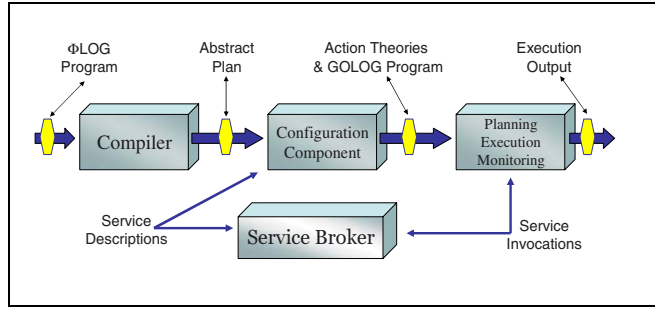 ΦLOG
Program
Abstract
Plan
Action Theories
& GOLOG Program
Execution
Output
Compiler
Configuration
Component
Planning
Execution
Monitoring
Service
Descriptions
Service Broker
Service
Invocations